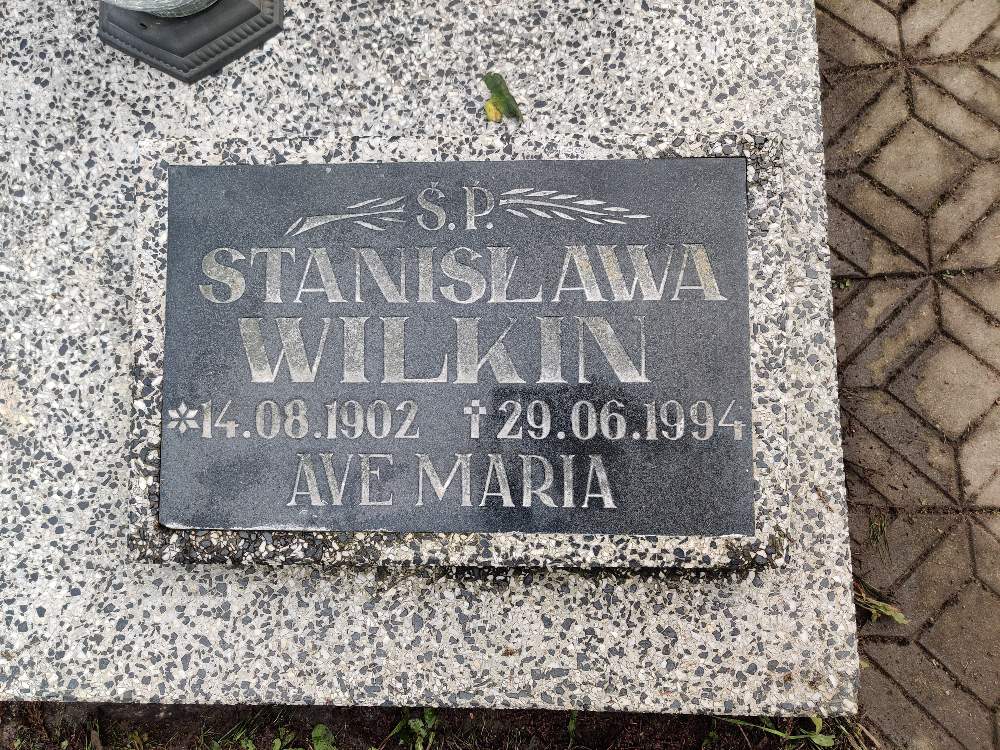 Ś.P.
STANISŁAWA
WILKIN
*14.08.1902 †29.06.1994
AVE MARIA